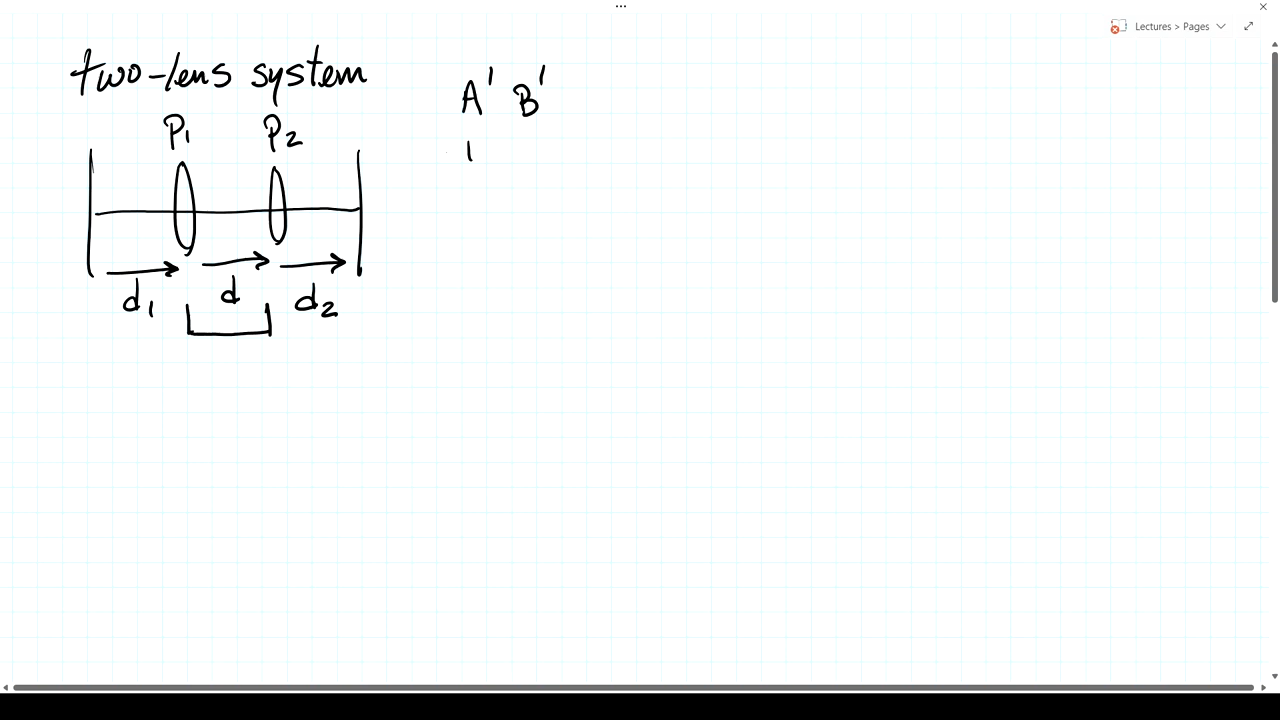 ...
Lectures > Pages
two-lens system
A' B'
P1 P2
d1 d d2